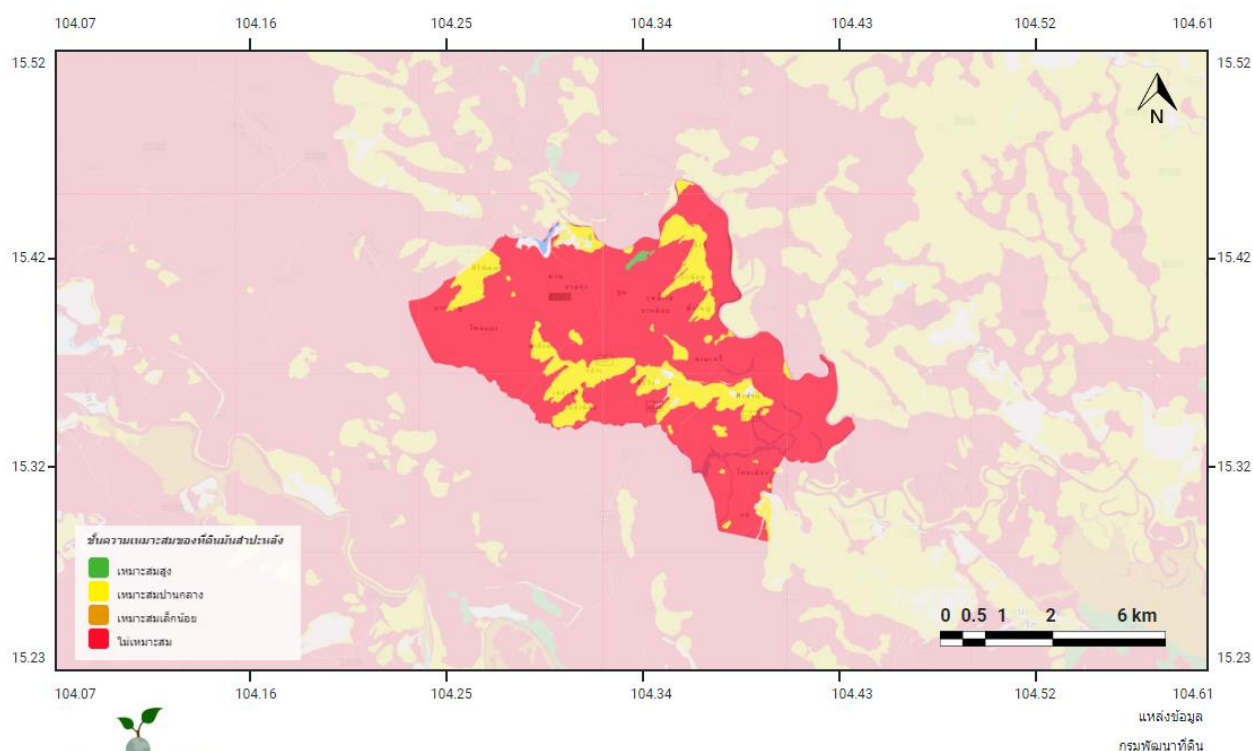 104.07 104.16 104.25 104.34 104.43 104.52 104.61
15.52 15.52
N
15.42 15.42
15.32 15.32
ชั้นความเหมาะสมของที่ดินมันสำปะหลัง
เหมาะสมสูง
เหมาะสมปานกลาง
เหมาะสมเล็กน้อย
ไม่เหมาะสม
0 0.5 1 2 6 km
15.23 15.23
104.07 104.16 104.25 104.34 104.43 104.52 104.61
แหล่งข้อมูล
กรมพัฒนาที่ดิน